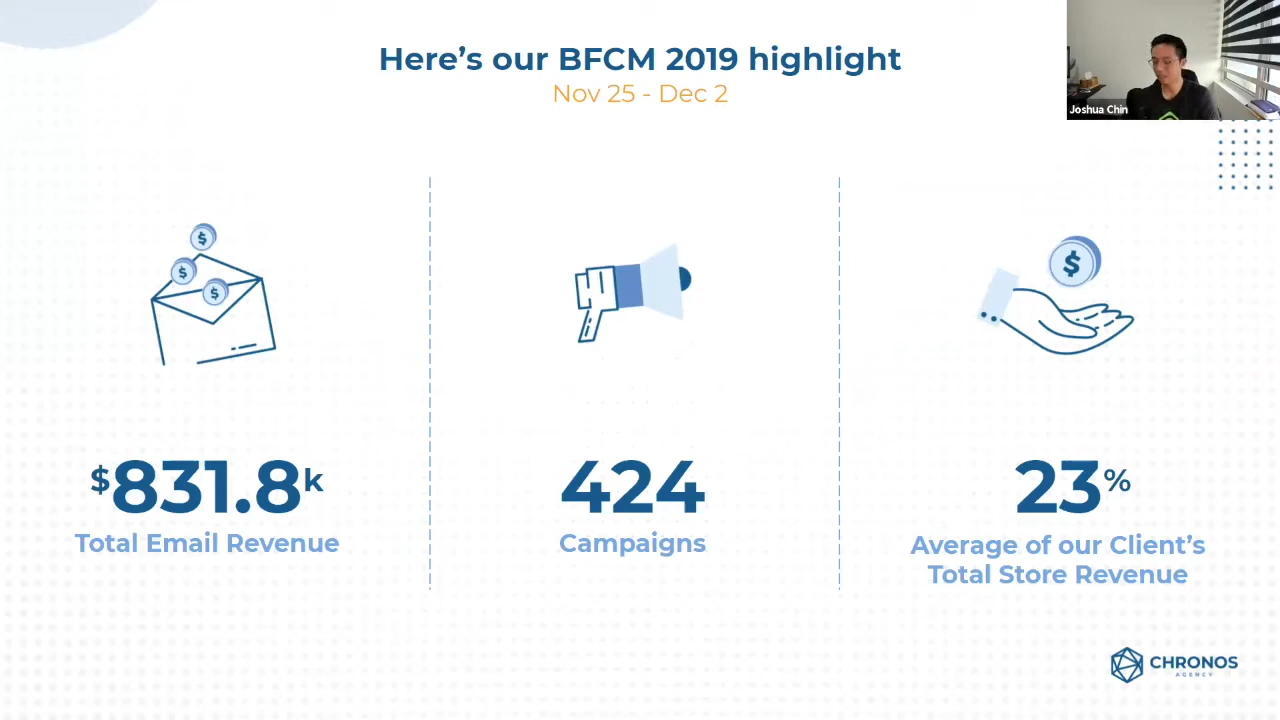 Here's our BFCM 2019 highlight
Nov 25 - Dec 2
Joshua Chin
$ $ $
$
$831.8k
Total Email Revenue
424
Campaigns
23%
Average of our Client's
Total Store Revenue
CHRONOS
AGENCY